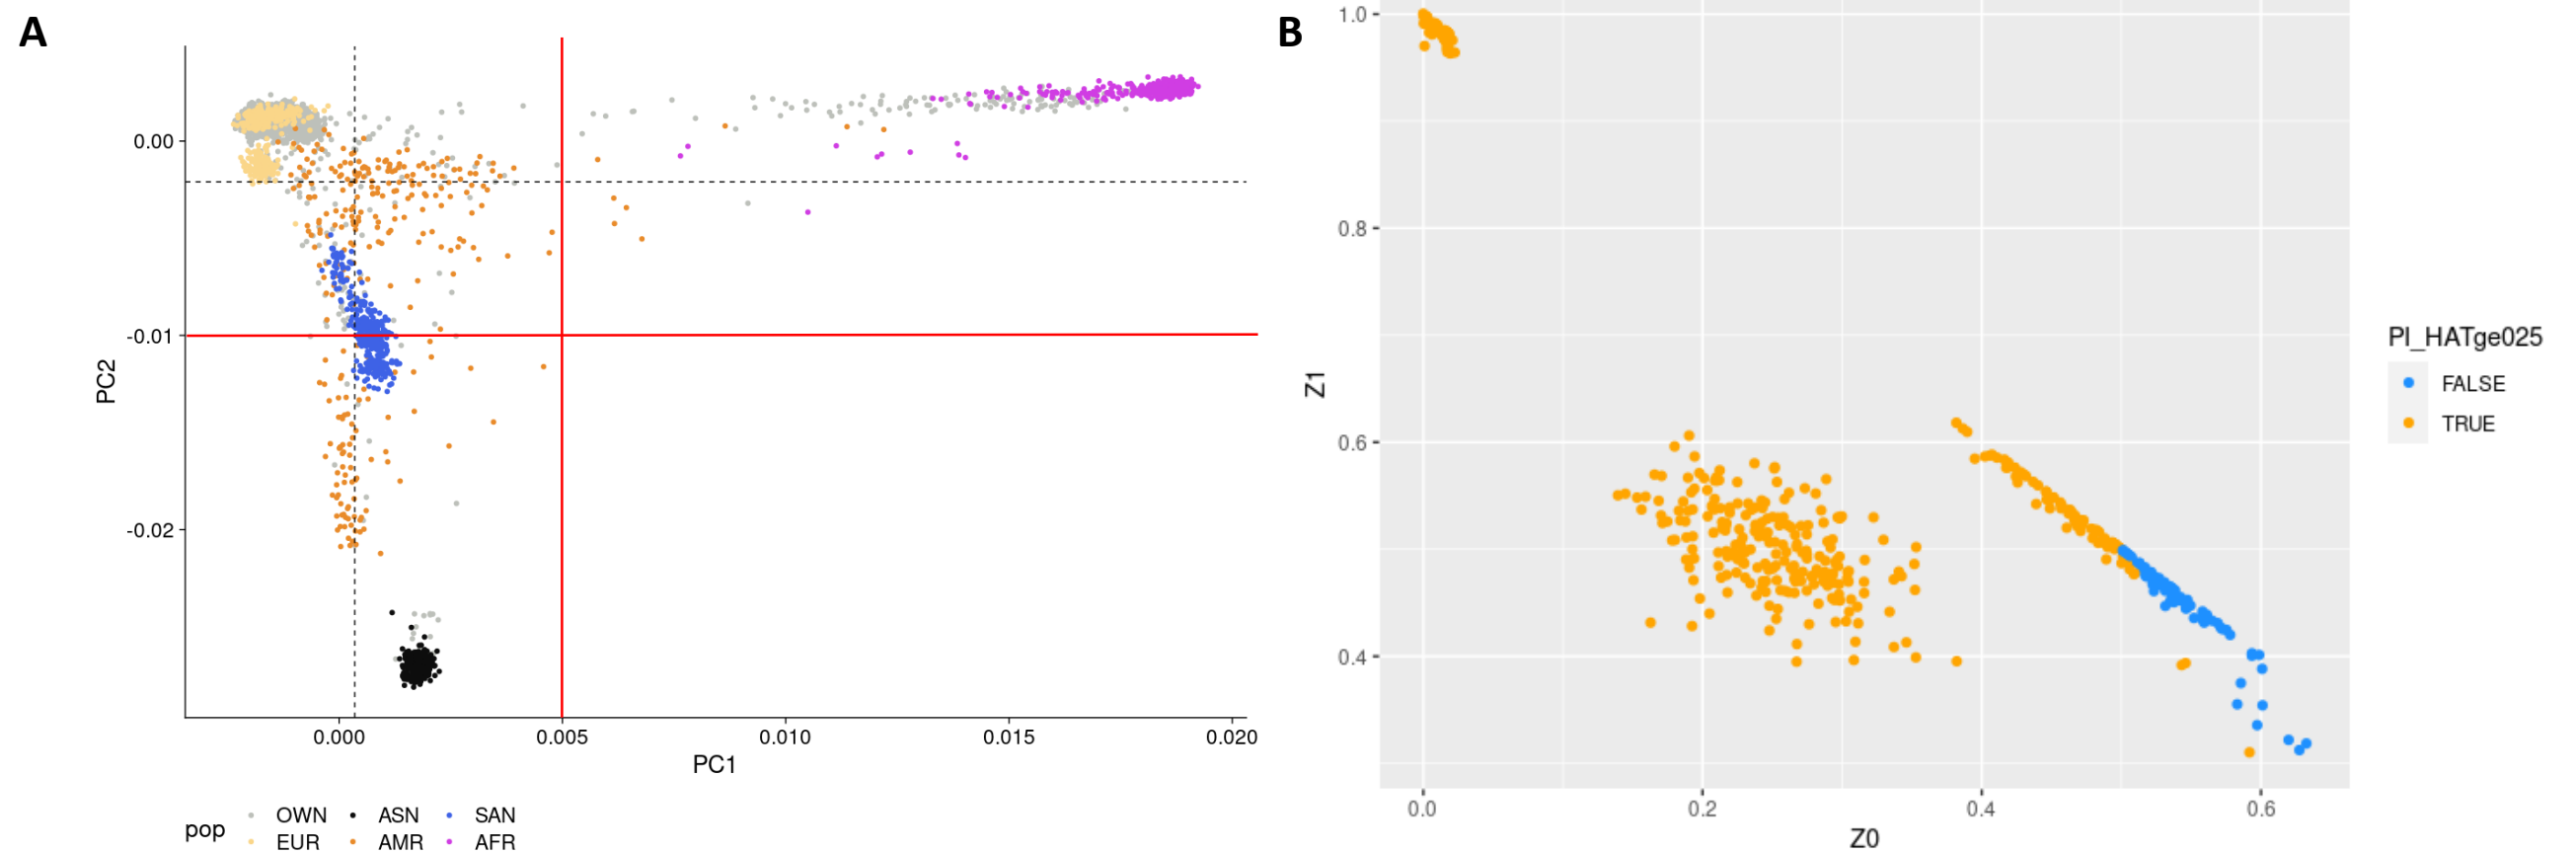 A
0.00
-0.01
-0.02
PC2
0.000 0.005 0.010 0.015 0.020
PC1
pop
OWN ASN SAN
EUR AMR AFR
B
1.0
0.8
0.6
0.4
Z1
0.0 0.2 0.4 0.6
Z0
PI_HATge025
FALSE
TRUE